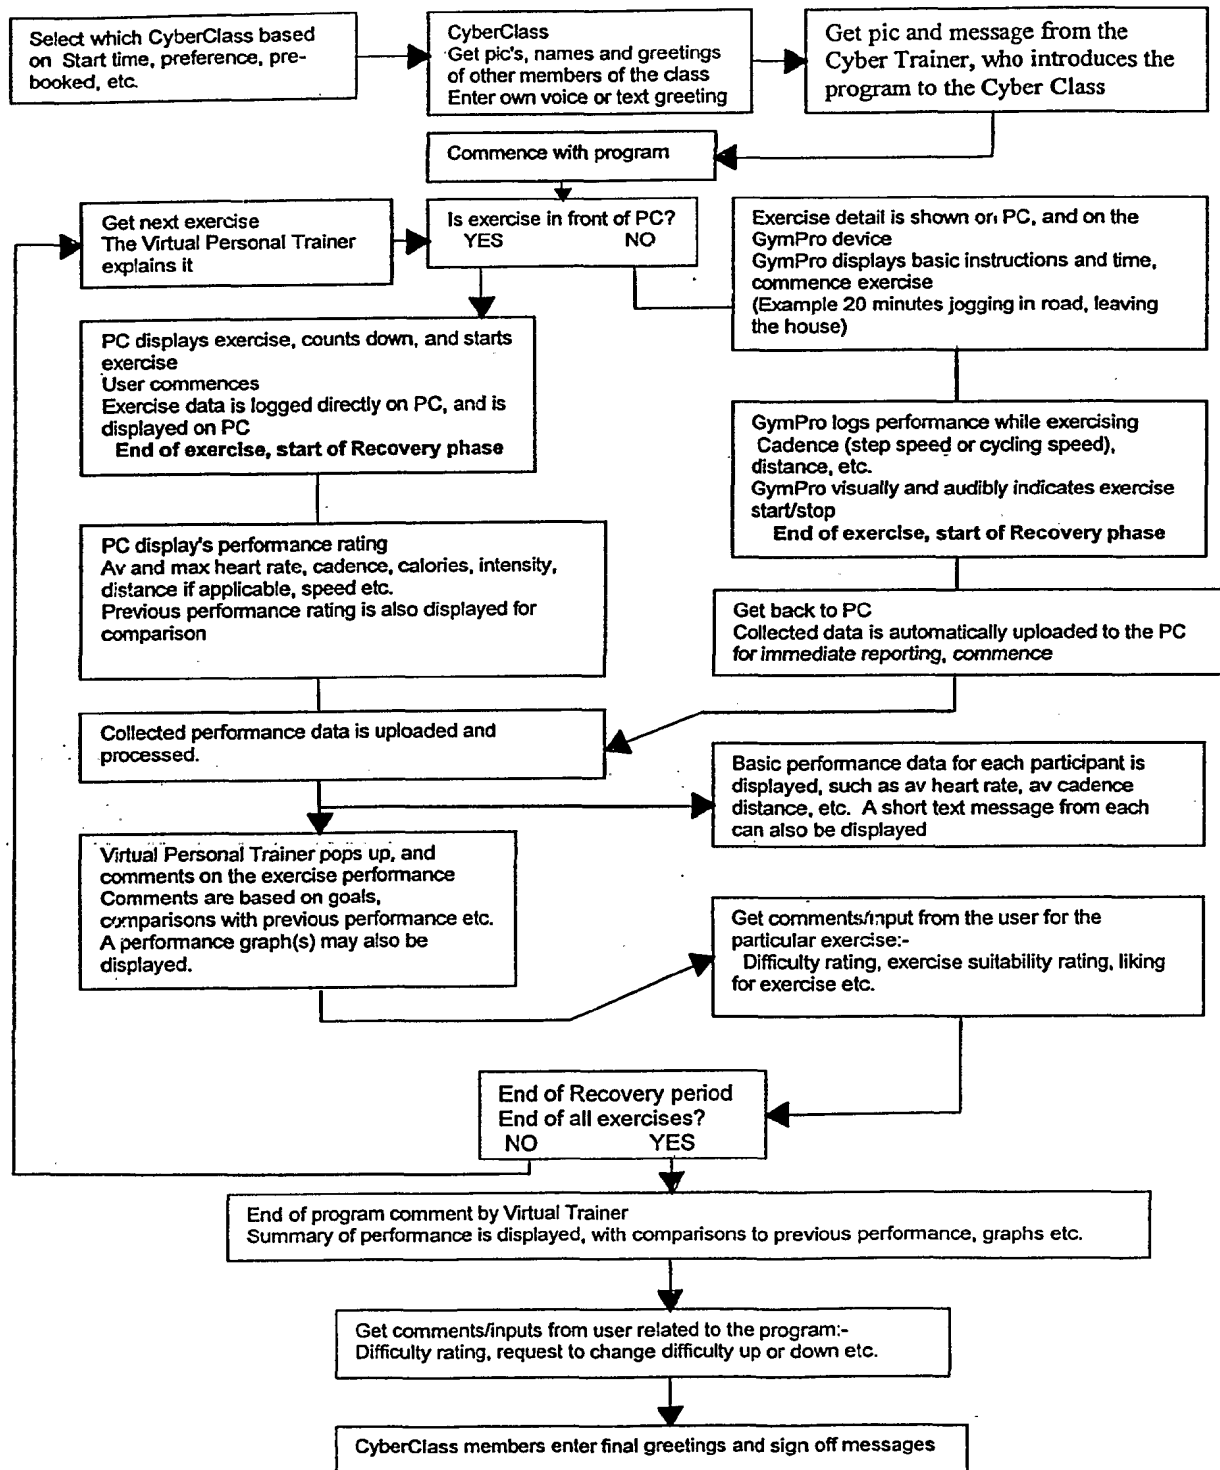 Select which CyberClass based
on Start time, preference, pre-
booked, etc.
CyberClass
Get pic's, names and greetings
of other members of the class
Enter own voice or text greeting
Get pic and message from the
Cyber Trainer, who introduces the
program to the Cyber Class
Commence with program
Get next exercise
The Virtual Personal Trainer
explains it
Is exercise in front of PC?
YES NO
Exercise detail is shown on PC, and on the
GymPro device
GymPro displays basic instructions and time,
commence exercise
(Example 20 minutes jogging in road, leaving
the house)
PC displays exercise, counts down, and starts
exercise
User commences
Exercise data is logged directly on PC, and is
displayed on PC
End of exercise, start of Recovery phase
GymPro logs performance while exercising
Cadence (step speed or cycling speed),
distance, etc.
GymPro visually and audibly indicates exercise
start/stop
End of exercise, start of Recovery phase
PC display's performance rating
Av and max heart rate, cadence, calories, intensity,
distance if applicable, speed etc.
Previous performance rating is also displayed for
comparison
Get back to PC
Collected data is automatically uploaded to the PC
for immediate reporting, commence
Collected performance data is uploaded and
processed.
Basic performance data for each participant is
displayed, such as av heart rate, av cadence
distance, etc. A short text message from each
can also be displayed
Virtual Personal Trainer pops up, and
comments on the exercise performance
Comments are based on goals,
comparisons with previous performance etc.
A performance graph(s) may also be
displayed.
Get comments/input from the user for the
particular exercise:-
Difficulty rating, exercise suitability rating, liking
for exercise etc.
End of Recovery period
End of all exercises?
NO YES
End of program comment by Virtual Trainer
Summary of performance is displayed, with comparisons to previous performance, graphs etc.
Get comments/inputs from user related to the program:-
Difficulty rating, request to change difficulty up or down etc.
CyberClass members enter final greetings and sign off messages